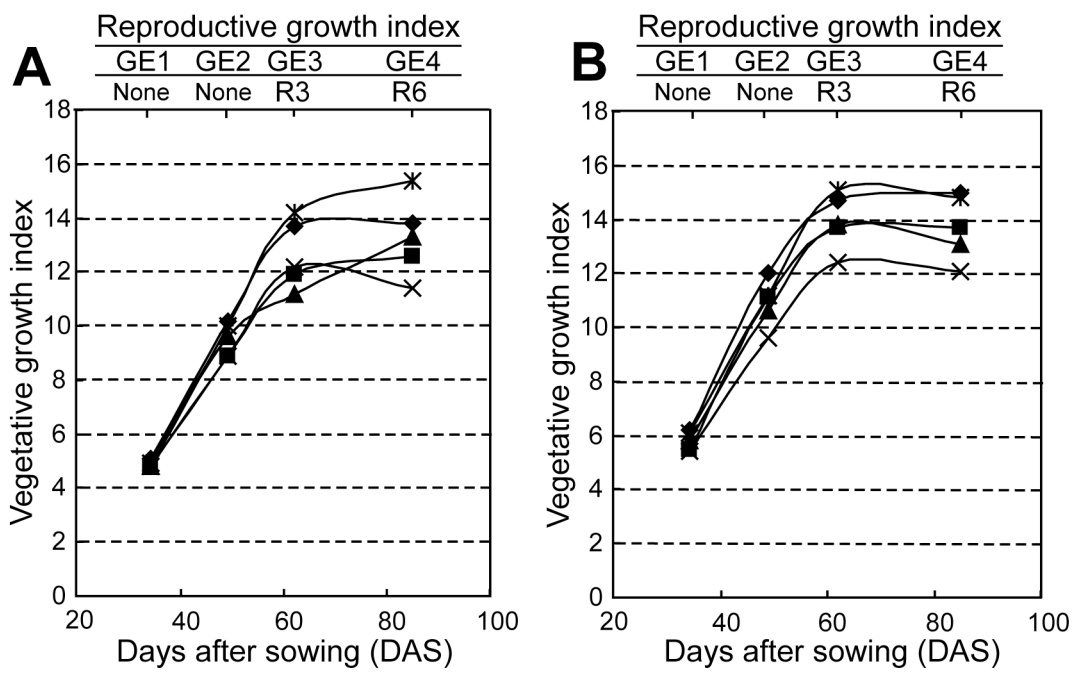 A
Reproductive growth index
GE1 GE2 GE3 GE4
None None R3 R6
18
16
14
12
10
8
6
4
2
0
Vegetative growth index
20 40 60 80 100
Days after sowing (DAS)
B
Reproductive growth index
GE1 GE2 GE3 GE4
None None R3 R6
18
16
14
12
10
8
6
4
2
0
Vegetative growth index
20 40 60 80 100
Days after sowing (DAS)